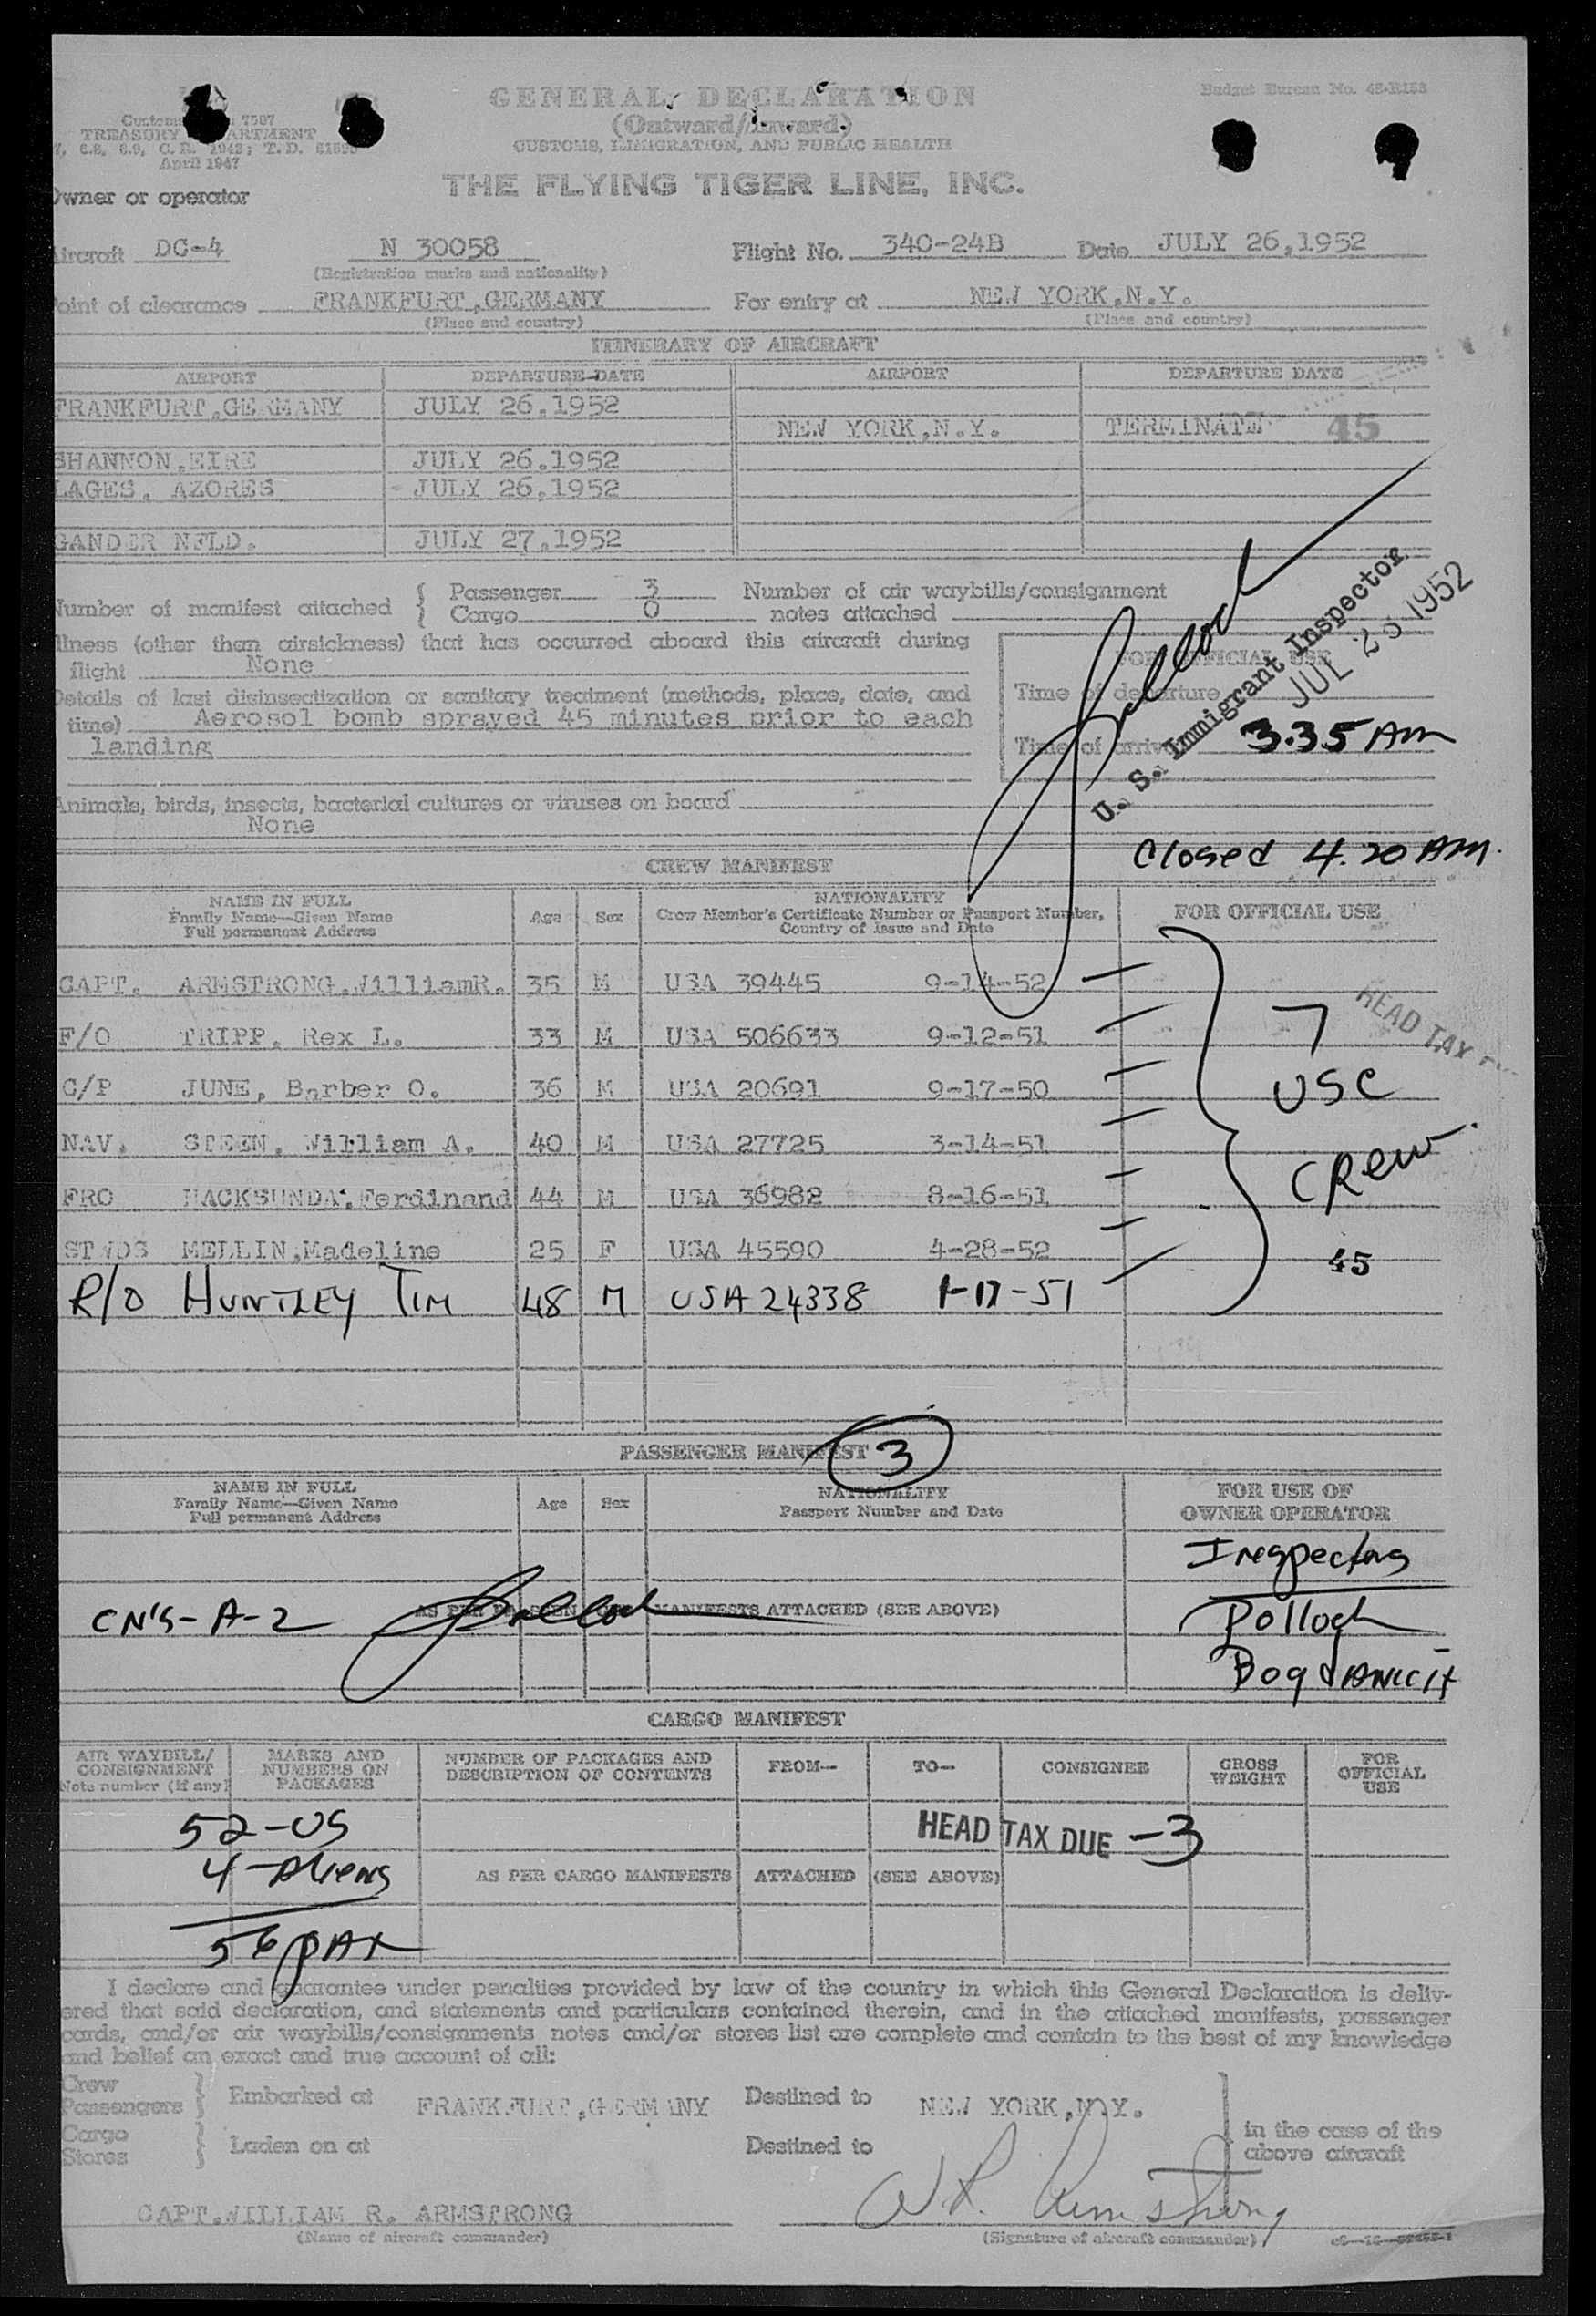 GENERAL DECLARATION
Budget Bureau No. 48-R153
(Outward/Inward)
Customs 7507
TREASURY
CUSTOMS, IMMIGRATION, AND PUBLIC HEALTH
April 1947
THE FLYING TIGER LINE, INC.
Owner or operator
Aircraft DC-4 N 30058 Flight No. 340-24B Date JULY 26,1952
(Registration marks and nationality)
Point of clearance FRANKFURT,GERMANY For entry at NEW YORK,N.Y.
(Place and country) (Place and country)
ITINERARY OF AIRCRAFT
AIRPORT DEPARTURE DATE AIRPORT DEPARTURE DATE
FRANKFURT,GERMANY JULY 26,1952
NEW YORK,N.Y. TERMINATE 45
SHANNON,EIRE JULY 26,1952
LAGES, AZORES JULY 26,1952
GANDER NFLD. JULY 27,1952
Number of manifest attached { Passenger 3 Number of air waybills/consignment
Cargo 0 notes attached
Illness (other than airsickness) that has occurred aboard this aircraft during
flight None
FOR OFFICIAL USE
Details of last disinsectization or sanitary treatment (methods, place, date, and
time) Aerosol bomb sprayed 45 minutes prior to each
landing
Time of departure
Time of arrival 3.35 AM
Pollock
U. S. Immigrant Inspector
JUL 1952
Animals, birds, insects, bacterial cultures or viruses on board
None
Closed 4.20 AM.
CREW MANIFEST
NAME IN FULL
Family Name—Given Name
Full permanent Address
Age Sex
NATIONALITY
Crew Member's Certificate Number or Passport Number,
Country of Issue and Date
FOR OFFICIAL USE
CAPT. ARMSTRONG,WilliamR. 35 M USA 39445 9-14-52
F/O TRIPP, Rex L. 33 M USA 506633 9-12-51
C/P JUNE, Barber O. 36 M USA 20691 9-17-50
NAV. STEEN, William A. 40 M USA 27725 3-14-51
FRO Ferdinand 44 M USA 36982 8-16-51
STWDS MELLIN,Madeline 25 F USA 45590 4-28-52
R/O HUNTLEY TIM 48 M USA 24338 1-17-51
7
USC
CREW
45
HEAD TAX
PASSENGER MANIFEST 3
NAME IN FULL
Family Name—Given Name
Full permanent Address
Age Sex
NATIONALITY
Passport Number and Date
FOR USE OF
OWNER OPERATOR
Inspectors
CN'S-A-2 Pollock AS PER PASSENGER MANIFESTS ATTACHED (SEE ABOVE)
Pollock
CARGO MANIFEST
AIR WAYBILL/
CONSIGNMENT
Note number (if any)
MARKS AND
NUMBERS ON
PACKAGES
NUMBER OF PACKAGES AND
DESCRIPTION OF CONTENTS
FROM— TO— CONSIGNEE
GROSS
WEIGHT
FOR
OFFICIAL
USE
52-US
HEAD TAX DUE -3
4-Aliens
AS PER CARGO MANIFESTS ATTACHED (SEE ABOVE)
56 PAX
I declare and guarantee under penalties provided by law of the country in which this General Declaration is deliv-
ered that said declaration, and statements and particulars contained therein, and in the attached manifests, passenger
cards, and/or air waybills/consignments notes and/or stores list are complete and contain to the best of my knowledge
and belief an exact and true account of all:
Crew
Passengers } Embarked at FRANKFURT,GERMANY Destined to NEW YORK,N.Y.
Cargo
Stores } Laden on at Destined to
in the case of the
above aircraft
CAPT.WILLIAM R. ARMSTRONG W.R. Armstrong
(Name of aircraft commander) (Signature of aircraft commander)